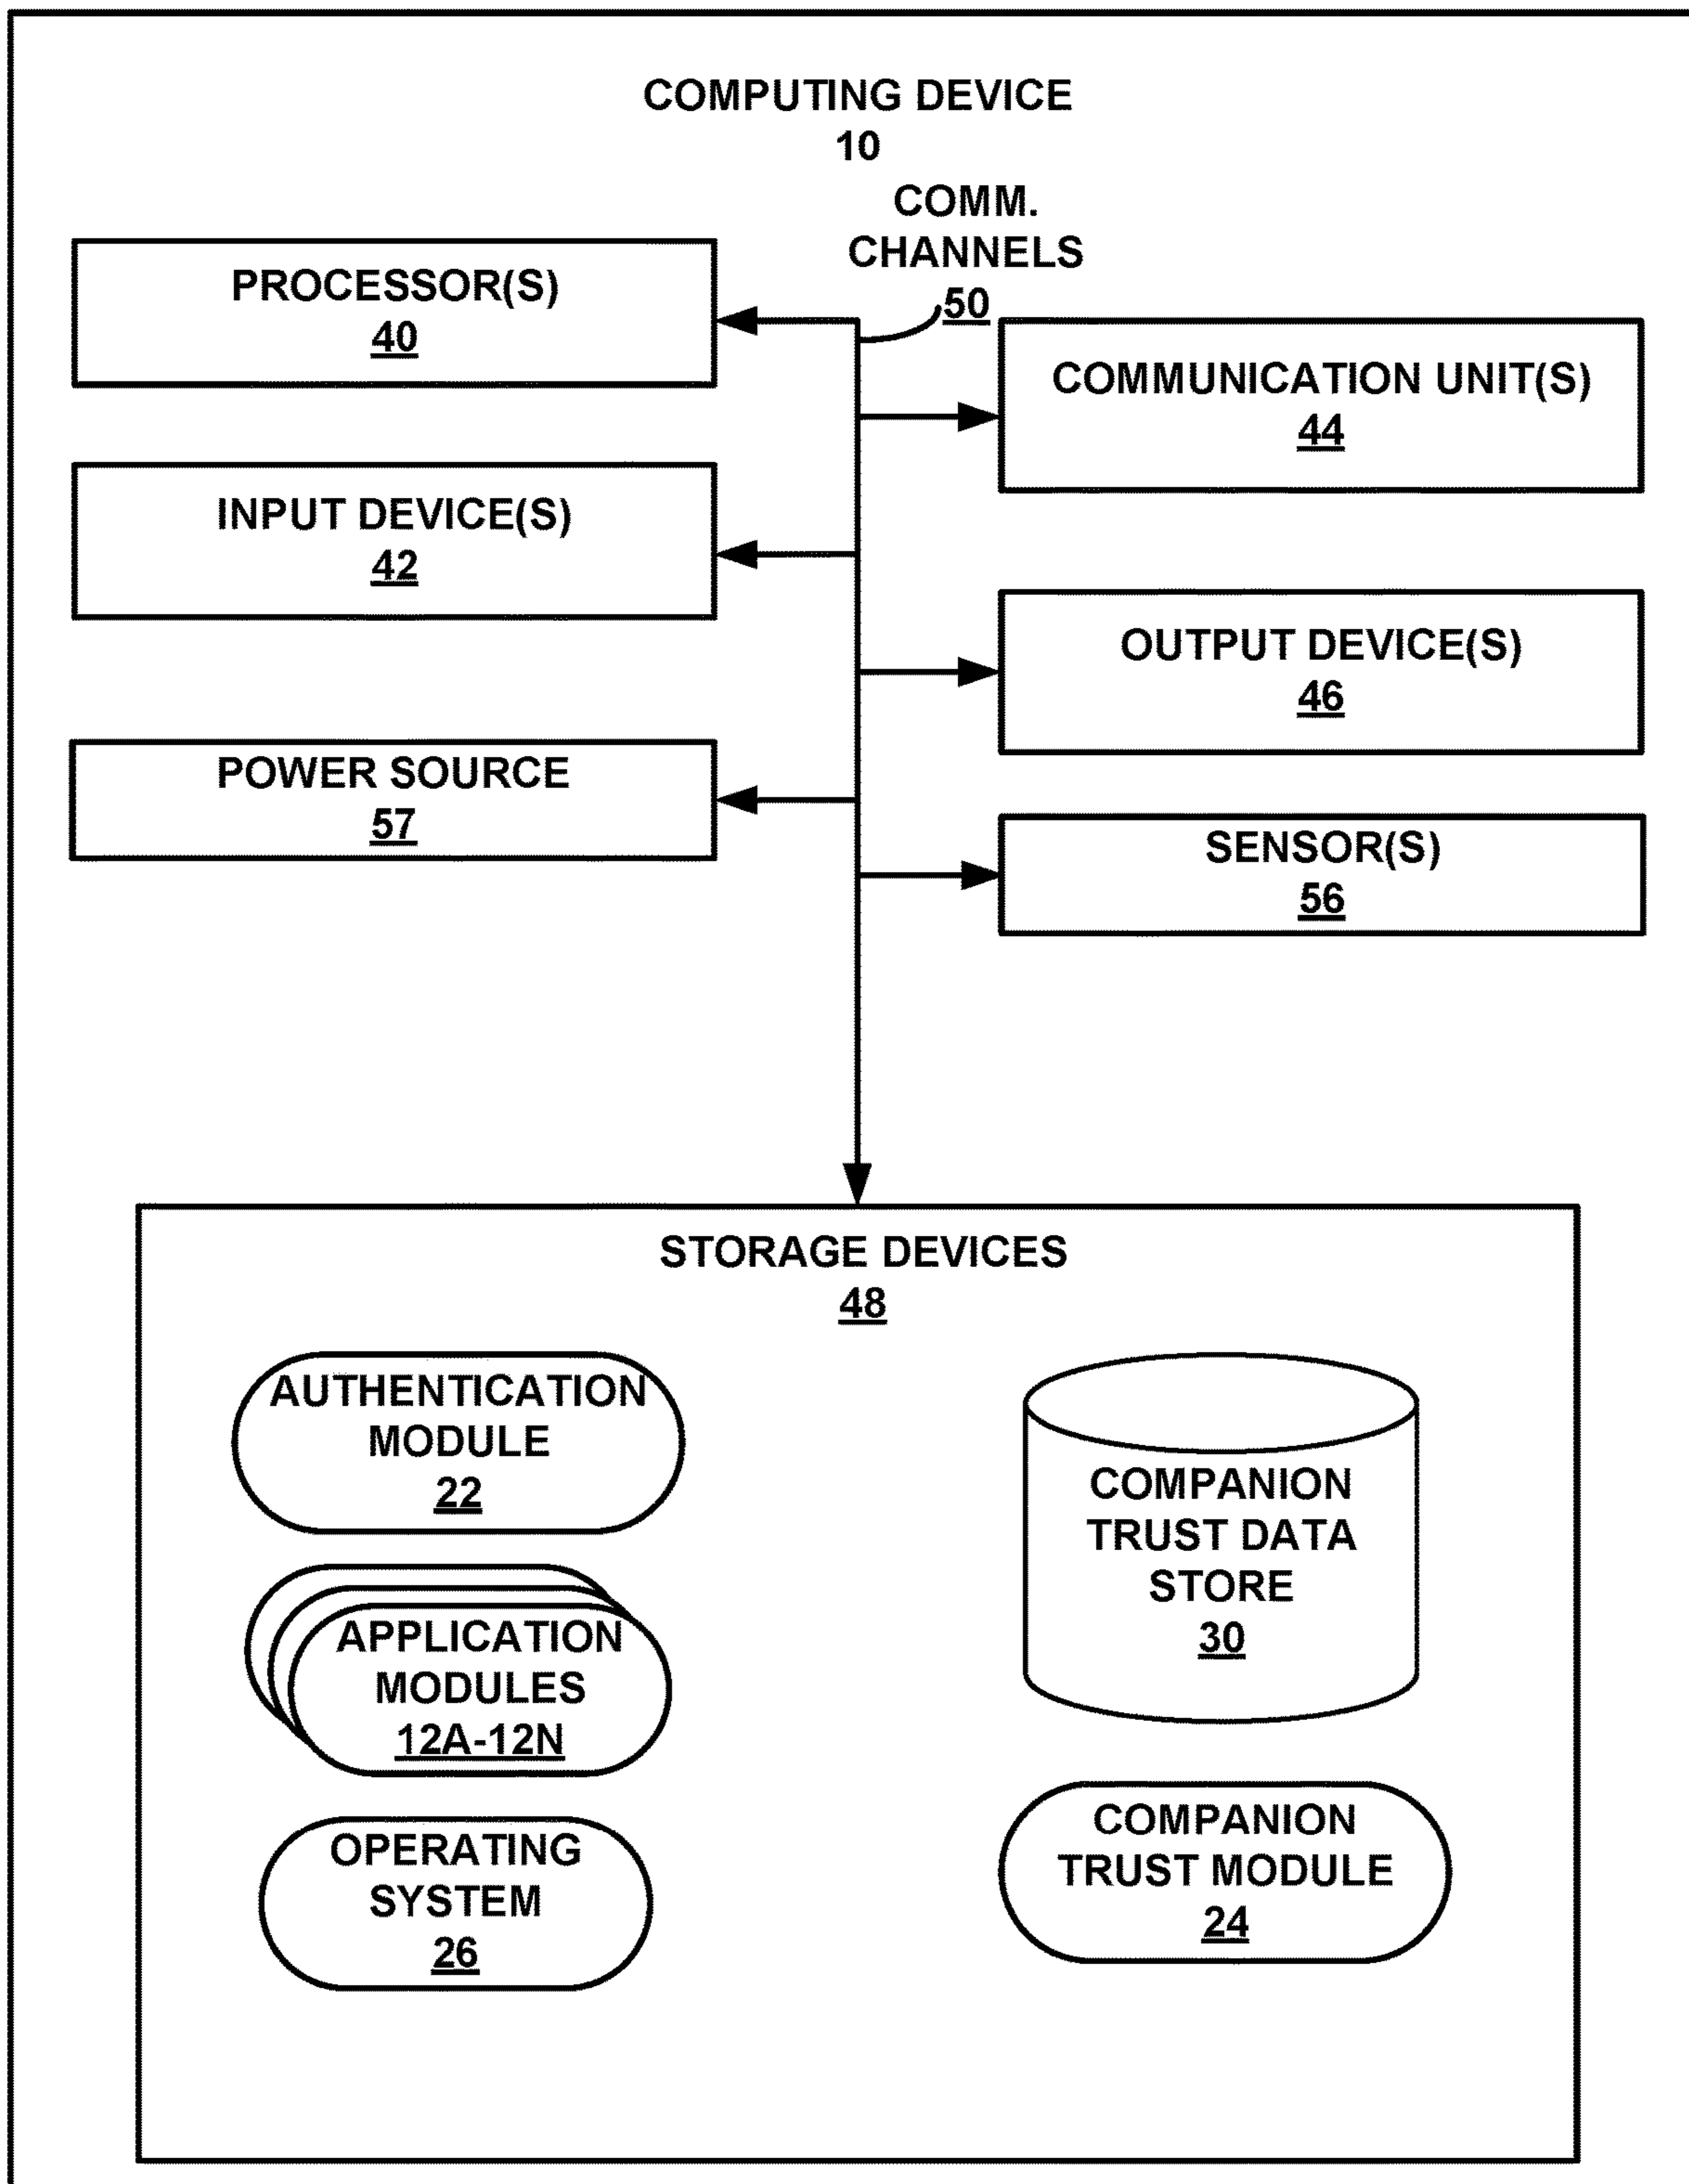 COMPUTING DEVICE
10
COMM.
CHANNELS
50
PROCESSOR(S)
40
COMMUNICATION UNIT(S)
44
INPUT DEVICE(S)
42
OUTPUT DEVICE(S)
46
POWER SOURCE
57
SENSOR(S)
56
STORAGE DEVICES
48
AUTHENTICATION
MODULE
22
COMPANION
TRUST DATA
STORE
30
APPLICATION
MODULES
12A-12N
COMPANION
TRUST MODULE
24
OPERATING
SYSTEM
26